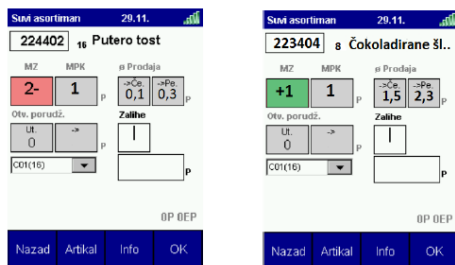 Suvi asortiman 29.11.
224402 16 Putero tost
MZ MPK ø Prodaja
2- 1 P ->Če. 0,1 ->Pe. 0,3 P
Otv. porudž. Zalihe
Ut. 0 -> P
C01(16) P
0P 0EP
Nazad Artikal Info OK
Suvi asortiman 29.11.
223404 8 Čokoladirane šl..
MZ MPK ø Prodaja
+1 1 P ->Če. 1,5 ->Pe. 2,3 P
Otv. porudž. Zalihe
Ut. 0 -> P
C01(16) P
0P 0EP
Nazad Artikal Info OK